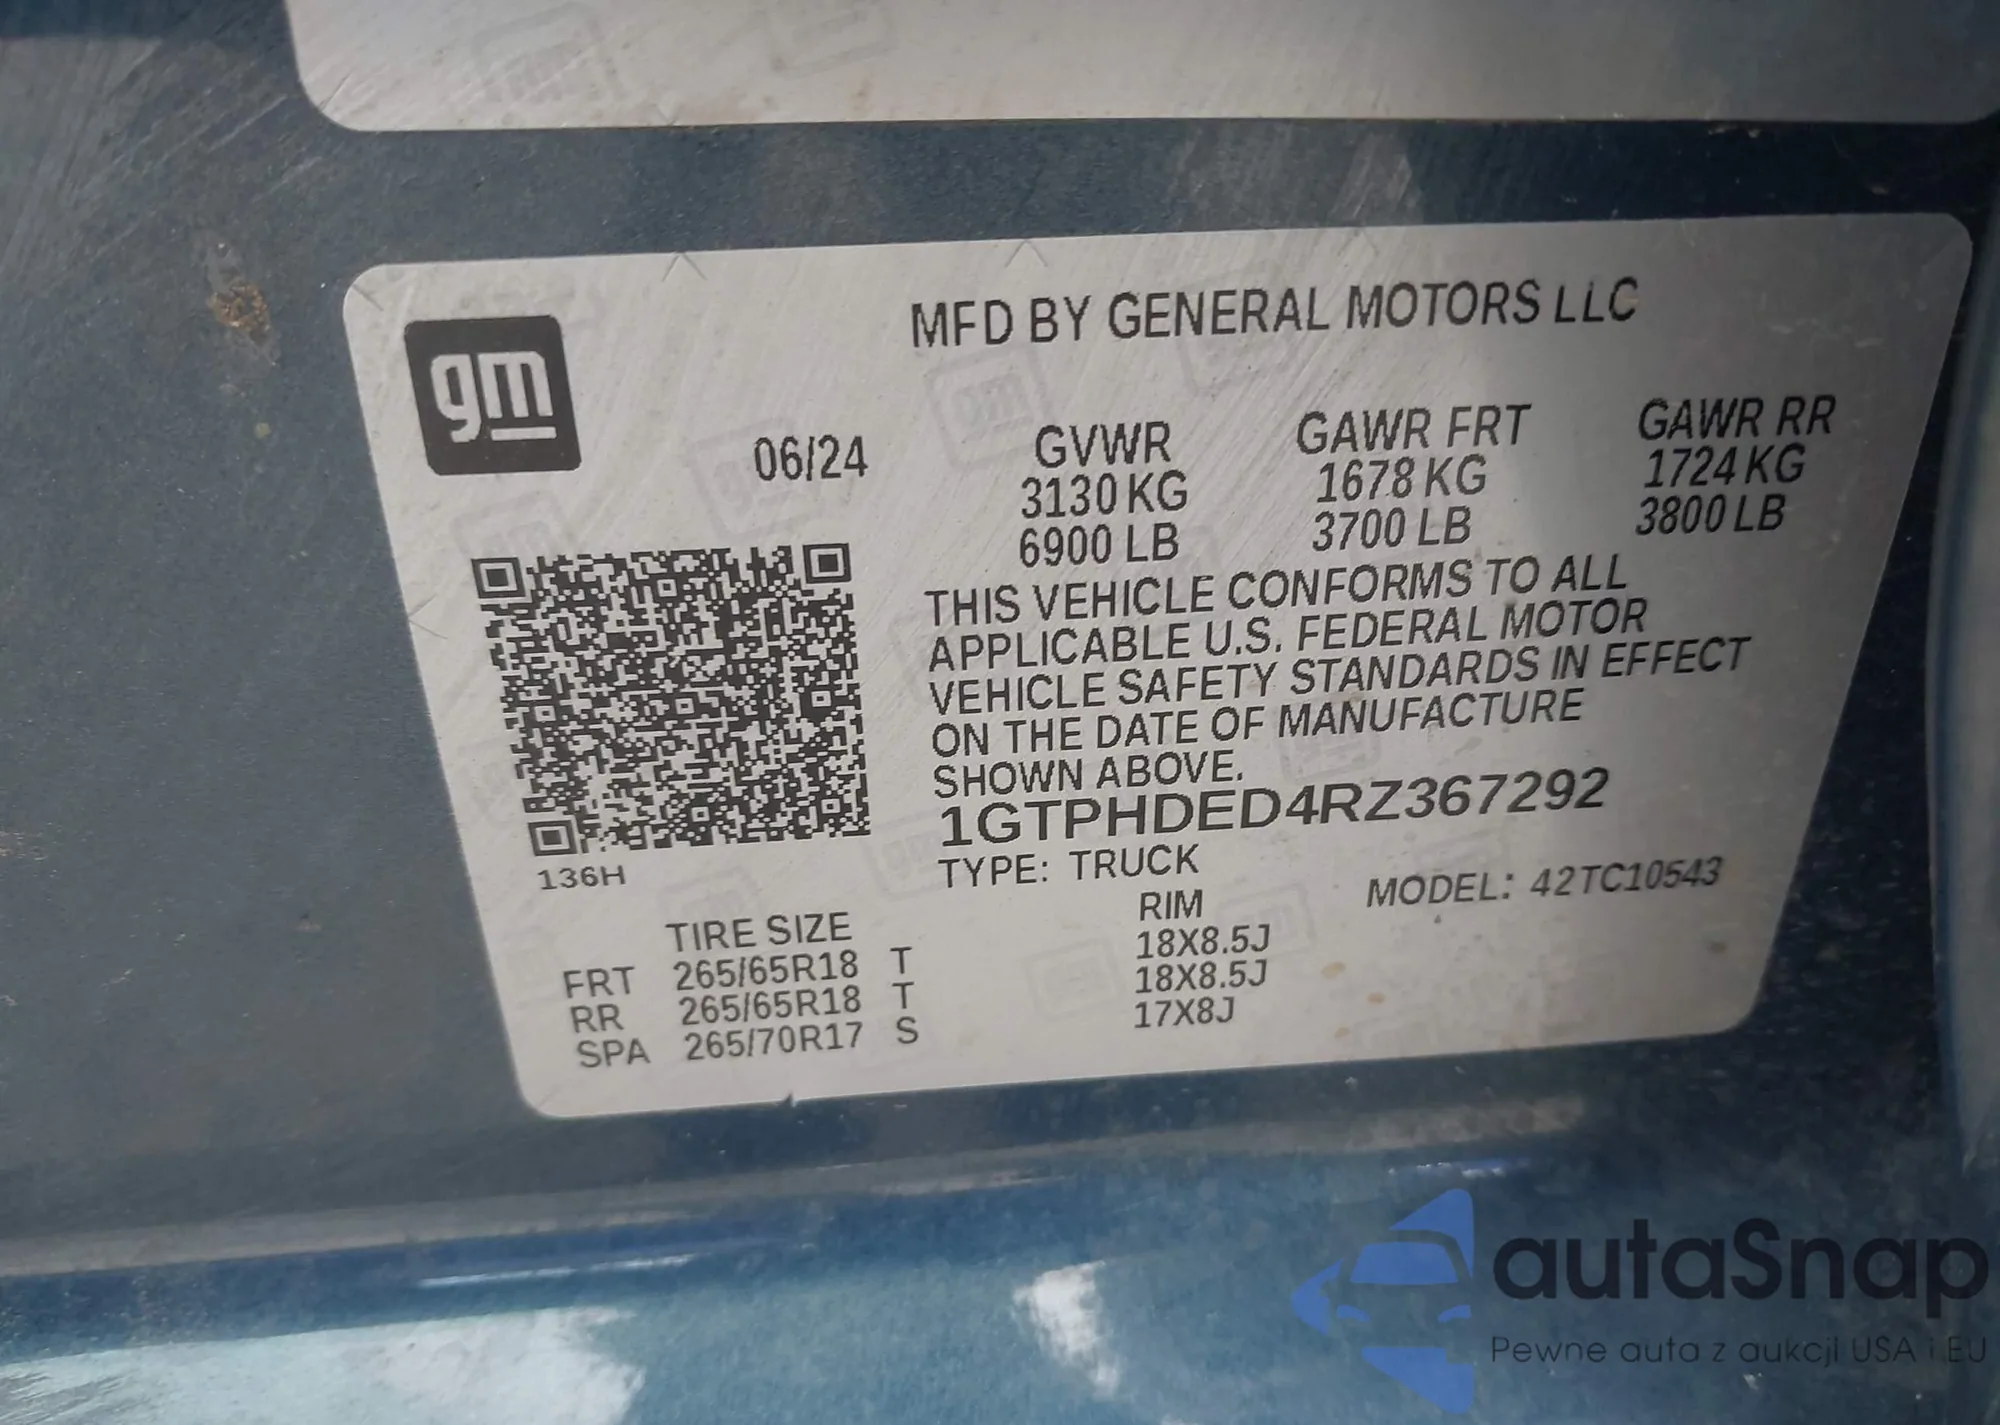 gm
MFD BY GENERAL MOTORS LLC
06/24 GVWR GAWR FRT GAWR RR
3130 KG 1678 KG 1724 KG
6900 LB 3700 LB 3800 LB
THIS VEHICLE CONFORMS TO ALL
APPLICABLE U.S. FEDERAL MOTOR
VEHICLE SAFETY STANDARDS IN EFFECT
ON THE DATE OF MANUFACTURE
SHOWN ABOVE.
1GTPHDED4RZ367292
TYPE: TRUCK MODEL: 42TC10543
136H
TIRE SIZE RIM
FRT 265/65R18 T 18X8.5J
RR 265/65R18 T 18X8.5J
SPA 265/70R17 S 17X8J
autaSnap
Pewne auta z aukcji USA i EU